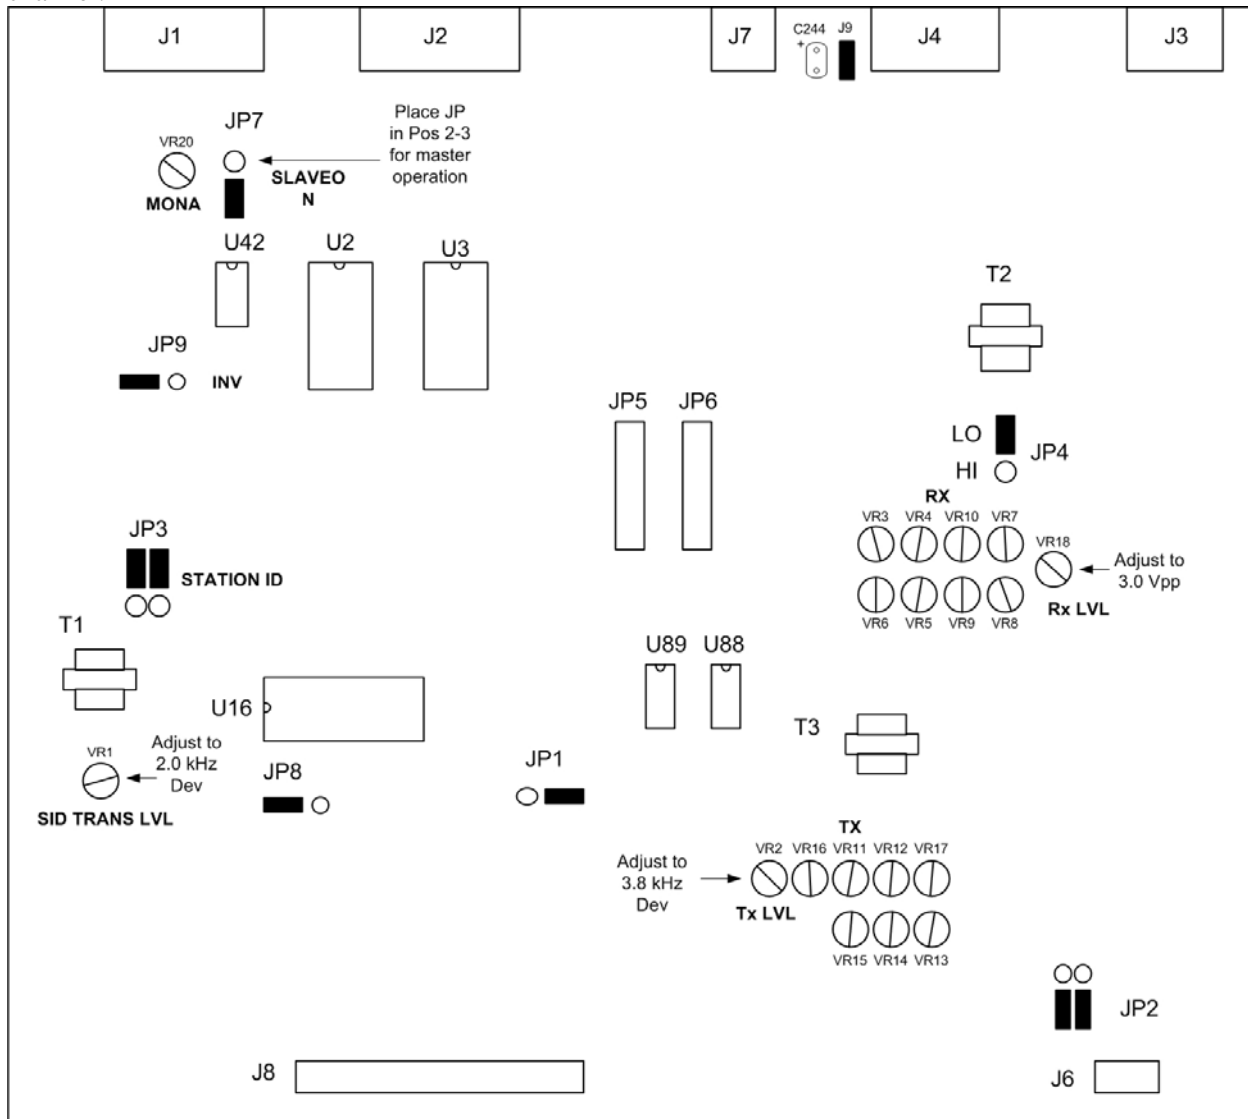 J1
J2
J7
C244
+
J9
J4
J3
JP7
VR20
MONA
SLAVEO
N
Place JP
in Pos 2-3
for master
operation
U42
U2
U3
T2
JP9
INV
JP5
JP6
LO
HI
JP4
RX
VR3 VR4 VR10 VR7
VR18
Adjust to
3.0 Vpp
Rx LVL
VR6 VR5 VR9 VR8
JP3
STATION ID
T1
U89
U88
U16
T3
VR1
Adjust to
2.0 kHz
Dev
SID TRANS LVL
JP8
JP1
TX
VR2 VR16 VR11 VR12 VR17
Adjust to
3.8 kHz
Dev
Tx LVL
VR15 VR14 VR13
JP2
J8
J6